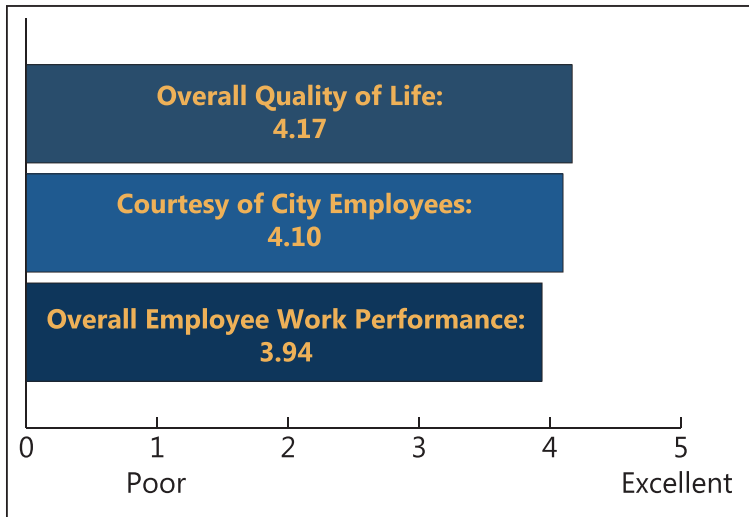 Overall Quality of Life:
4.17
Courtesy of City Employees:
4.10
Overall Employee Work Performance:
3.94
0 1 2 3 4 5
Poor Excellent